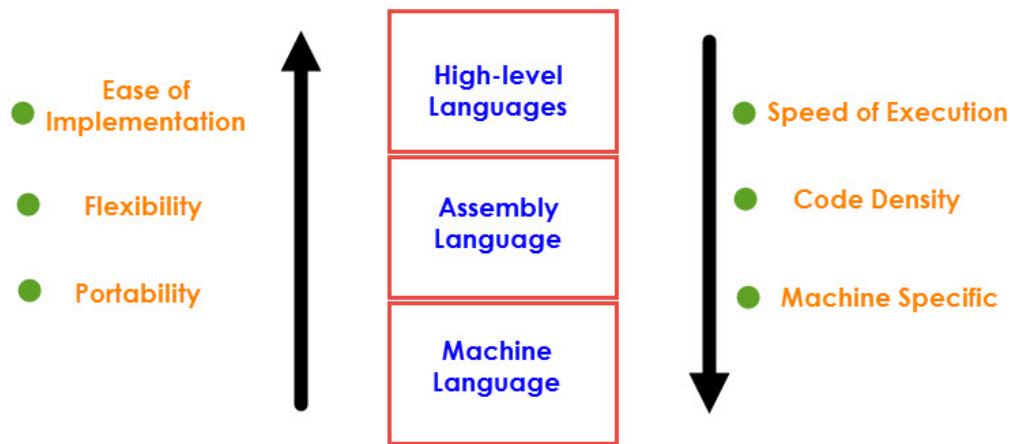 Ease of
Implementation
Flexibility
Portability
High-level
Languages
Assembly
Language
Machine
Language
Speed of Execution
Code Density
Machine Specific